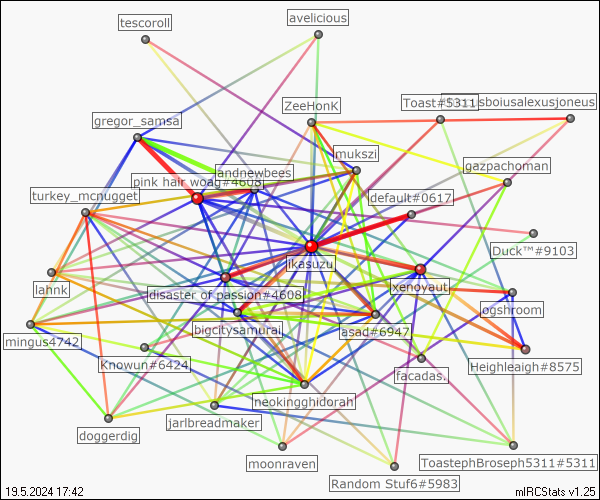 tescoroll
avelicious
ZeeHonK
Toast#5311
sboiusalexusjoneus
gregor_samsa
mukszi
gazpachoman
andnewbees
pink hair woag#4608
turkey_mcnugget
default#0617
Duck™#9103
ikasuzu
xenoyaut
lahnk
disaster of passion#4608
ogshroom
bigcitysamurai
asad#6947
mingus4742
Knowun#6424
Heighleigh#8575
facadas.
neokingghidorah
jarlbreadmaker
doggerdig
moonraven
ToastephBroseph5311#5311
Random Stuf6#5983
19.5.2024 17:42
mIRCStats v1.25